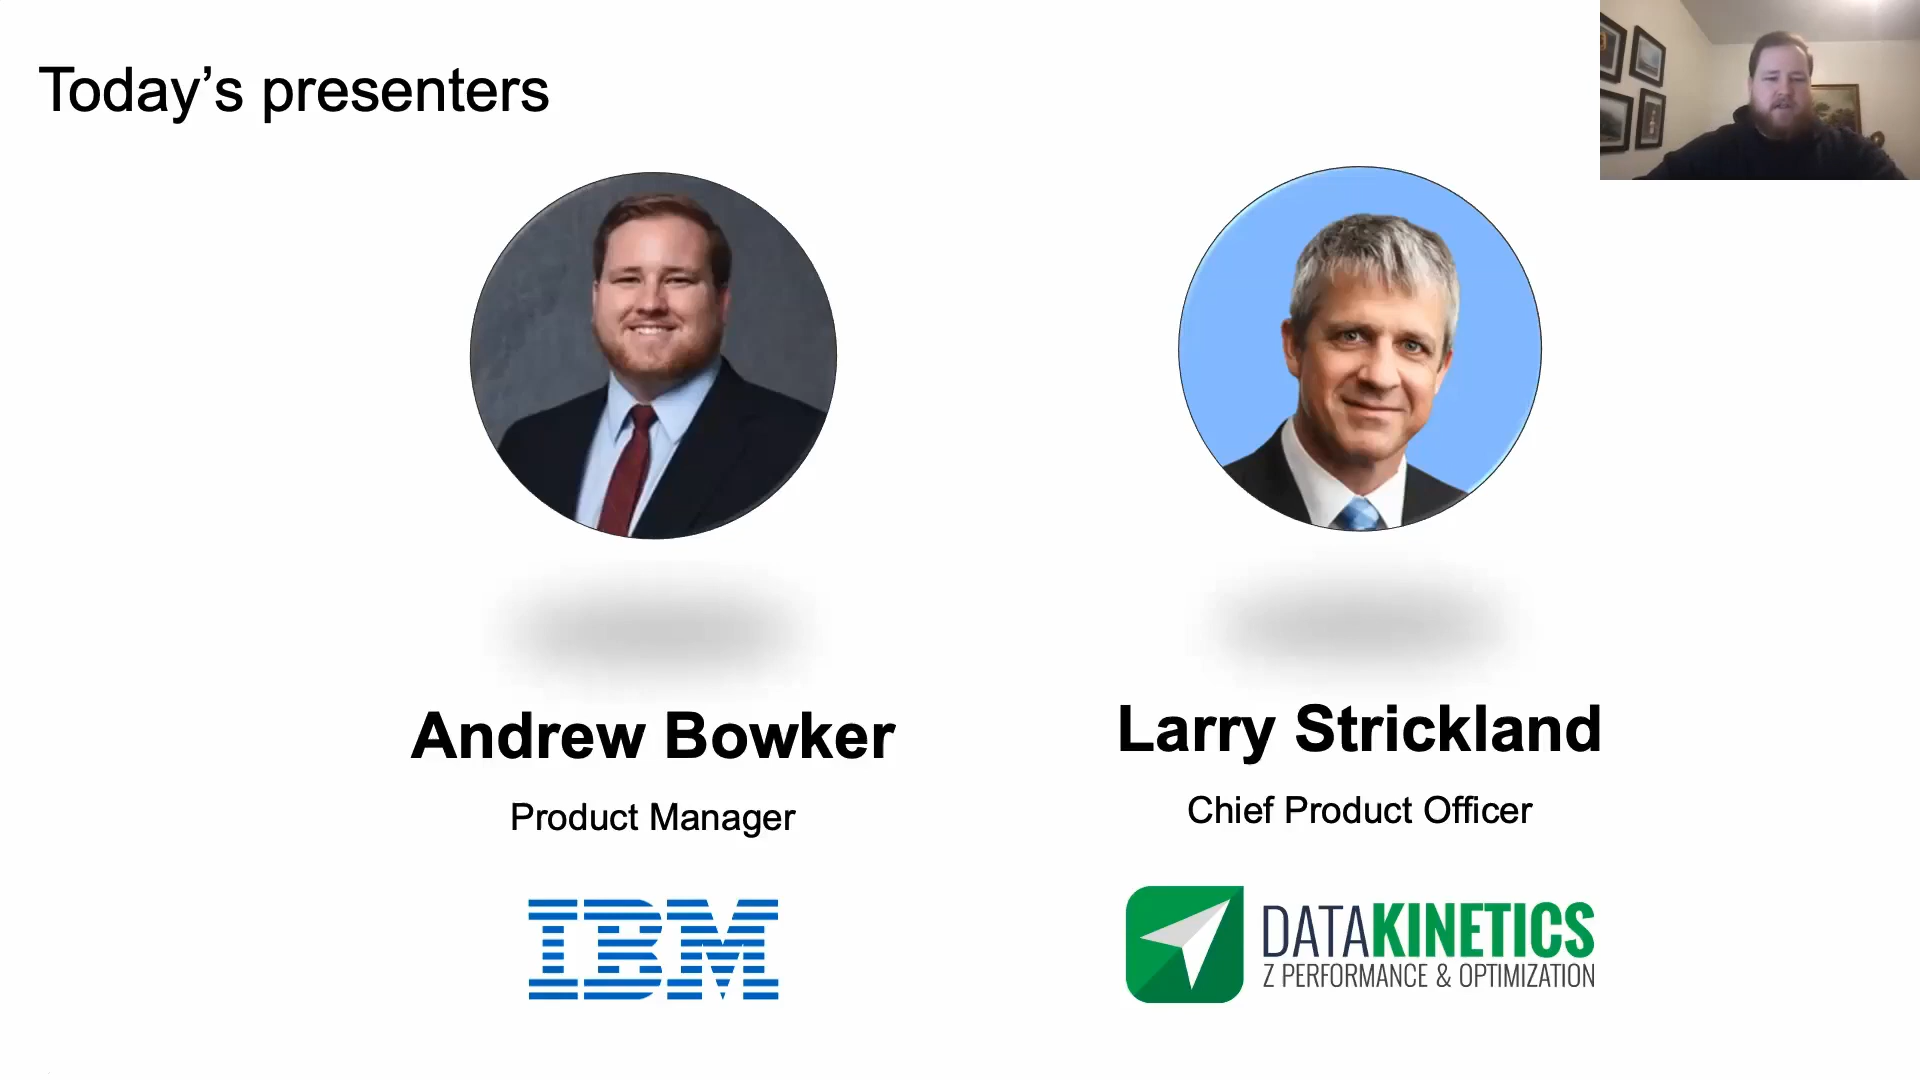 Today’s presenters
Andrew Bowker
Product Manager
IBM
Larry Strickland
Chief Product Officer
DATAKINETICS
Z PERFORMANCE & OPTIMIZATION